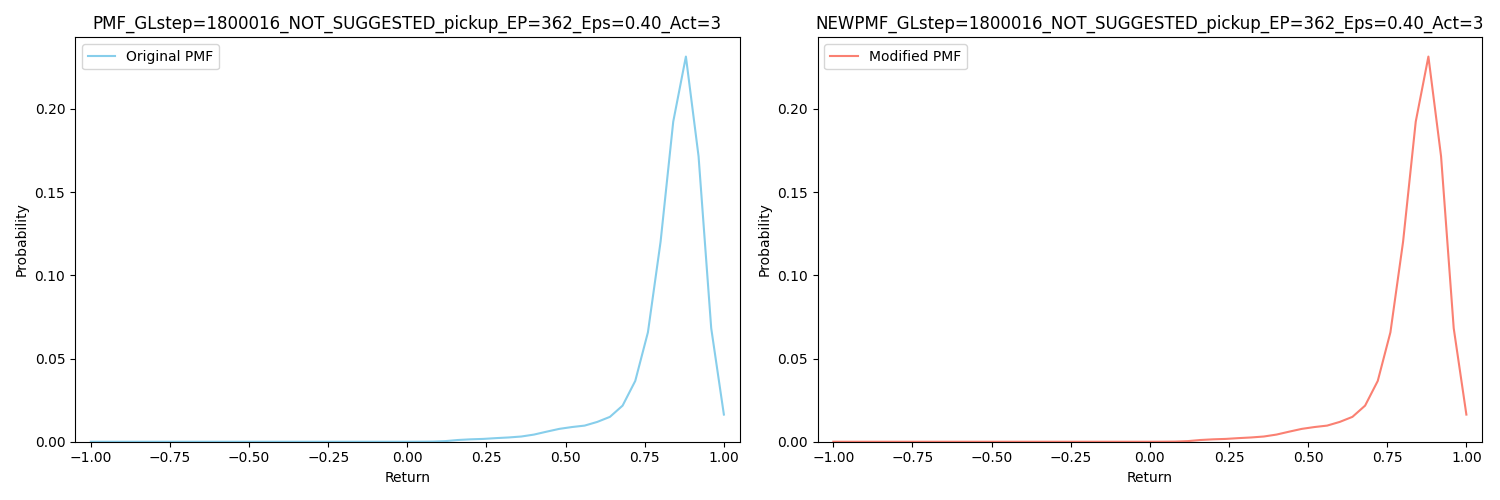 PMF_GLstep=1800016_NOT_SUGGESTED_pickup_EP=362_Eps=0.40_Act=3
Original PMF
Probability
0.20
0.15
0.10
0.05
0.00
−1.00 −0.75 −0.50 −0.25 0.00 0.25 0.50 0.75 1.00
Return
NEWPMF_GLstep=1800016_NOT_SUGGESTED_pickup_EP=362_Eps=0.40_Act=3
Modified PMF
Probability
0.20
0.15
0.10
0.05
0.00
−1.00 −0.75 −0.50 −0.25 0.00 0.25 0.50 0.75 1.00
Return